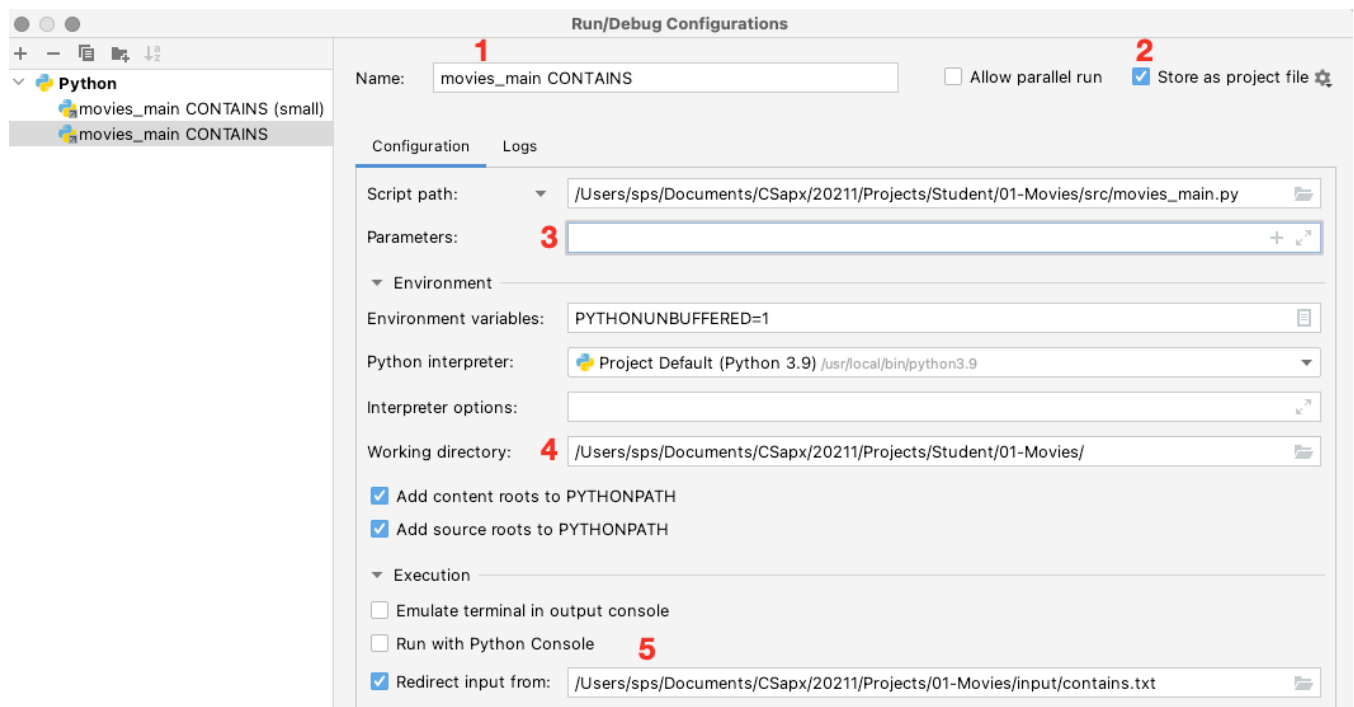 Run/Debug Configurations
1
2
Name: movies_main CONTAINS Allow parallel run Store as project file
Python
movies_main CONTAINS (small)
movies_main CONTAINS
Configuration Logs
Script path: /Users/sps/Documents/CSapx/20211/Projects/Student/01-Movies/src/movies_main.py
Parameters: 3
Environment
Environment variables: PYTHONUNBUFFERED=1
Python interpreter: Project Default (Python 3.9) /usr/local/bin/python3.9
Interpreter options:
Working directory: 4 /Users/sps/Documents/CSapx/20211/Projects/Student/01-Movies/
Add content roots to PYTHONPATH
Add source roots to PYTHONPATH
Execution
Emulate terminal in output console
Run with Python Console
5
Redirect input from: /Users/sps/Documents/CSapx/20211/Projects/01-Movies/input/contains.txt